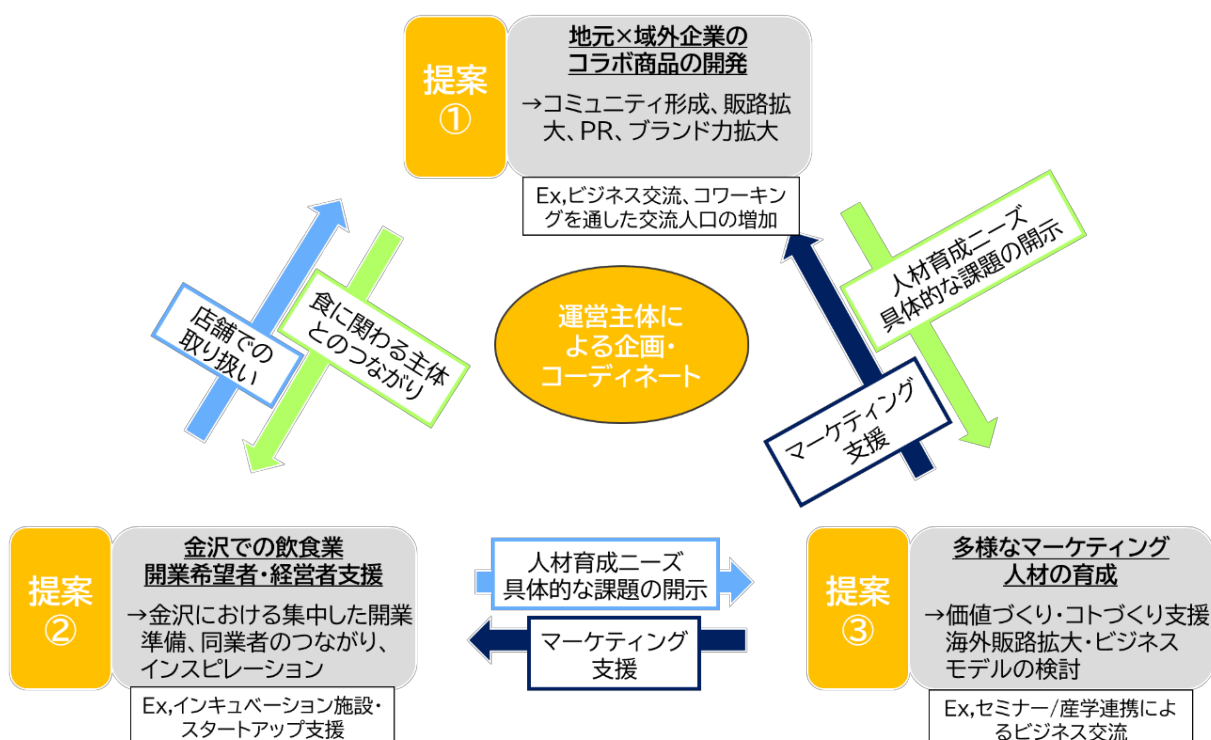 提案
①
地元×域外企業の
コラボ商品の開発
→コミュニティ形成、販路拡
大、PR、ブランド力拡大
Ex,ビジネス交流、コワーキン
グを通した交流人口の増加
店舗での
取り扱い
食に関わる主体
とのつながり
運営主体に
よる企画・
コーディネート
人材育成ニーズ
具体的な課題の開示
マーケティング
支援
提案
②
金沢での飲食業
開業希望者・経営者支援
→金沢における集中した開業
準備、同業者のつながり、
インスピレーション
Ex,インキュベーション施設・
スタートアップ支援
人材育成ニーズ
具体的な課題の開示
マーケティング
支援
提案
③
多様なマーケティング
人材の育成
→価値づくり・コトづくり支援
海外販路拡大・ビジネス
モデルの検討
Ex,セミナー/産学連携によ
るビジネス交流